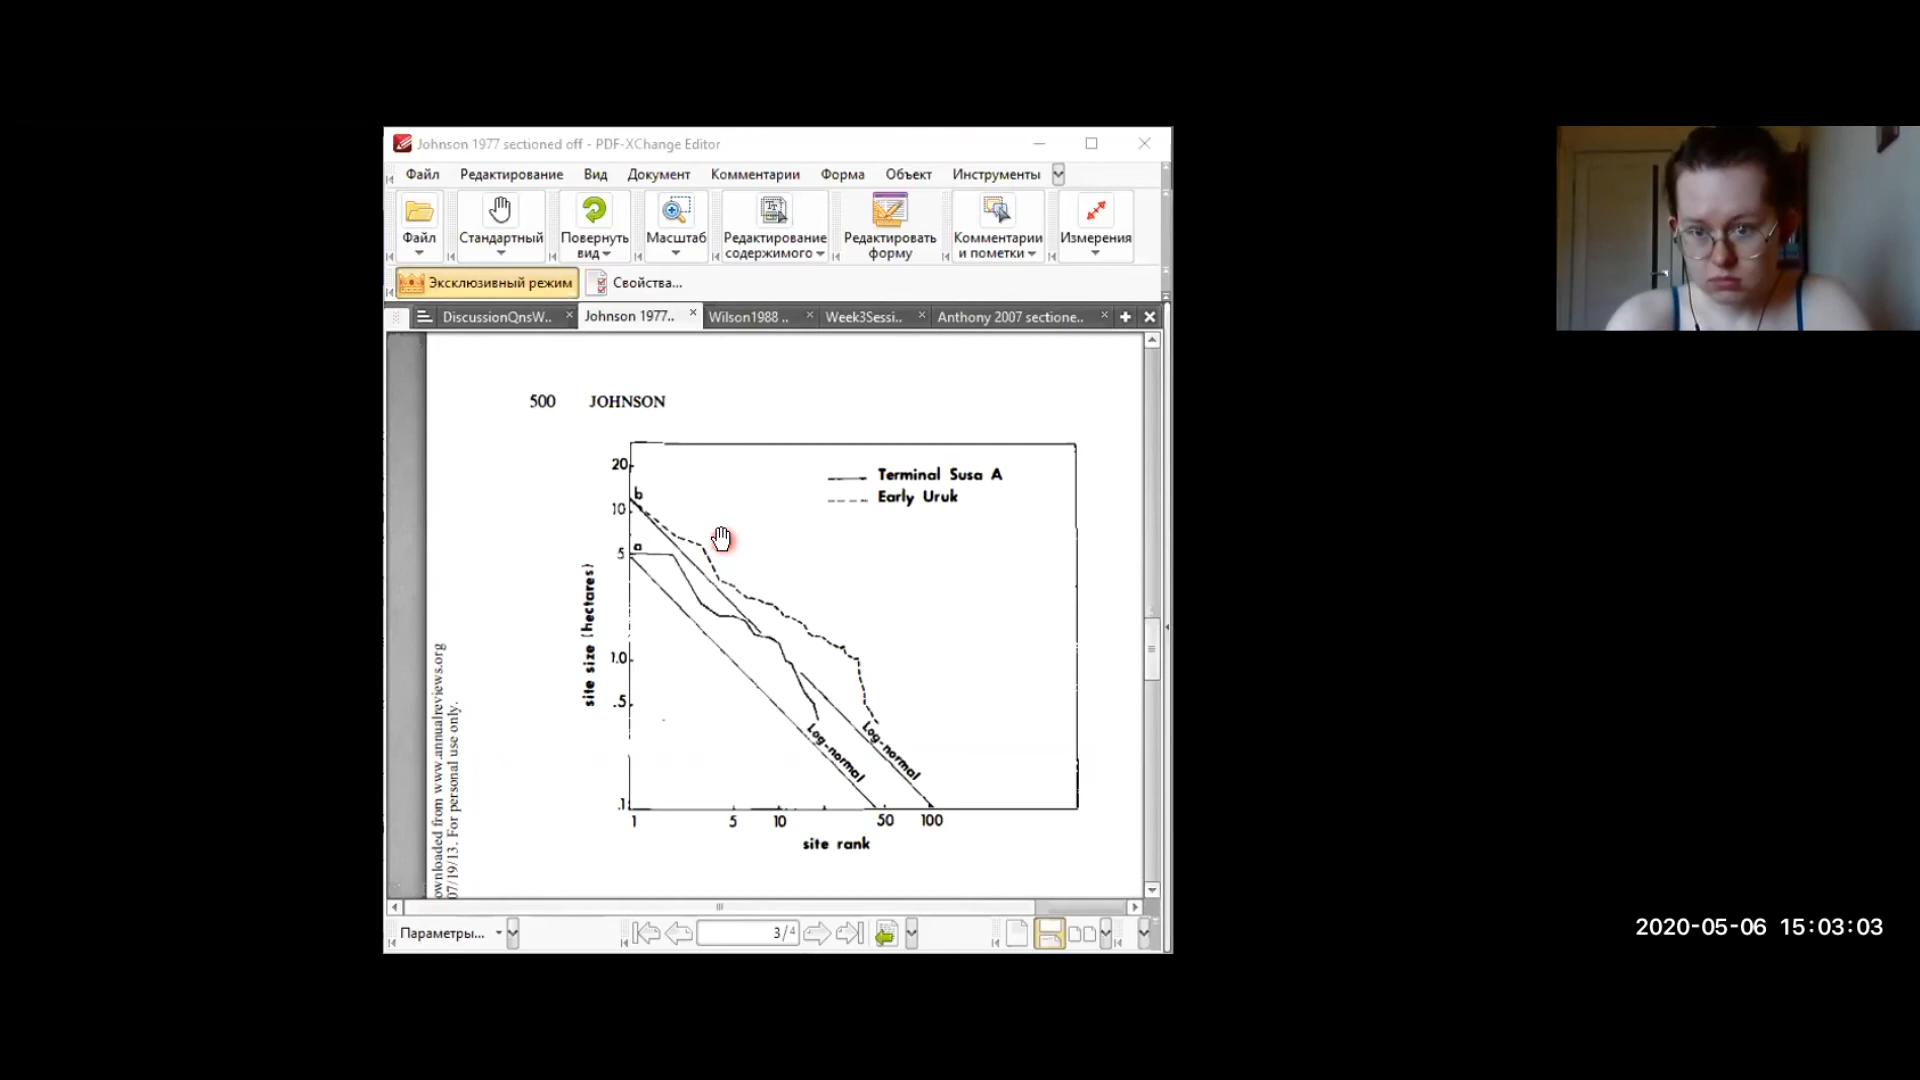 Johnson 1977 sectioned off - PDF-XChange Editor
Файл Редактирование Вид Документ Комментарии Форма Объект Инструменты
Файл Стандартный Повернуть вид Масштаб Редактирование содержимого Редактировать форму Комментарии и пометки Измерения
Эксклюзивный режим Свойства...
DiscussionQnsW.. Johnson 1977.. Wilson1988 .. Week3Sessi.. Anthony 2007 sectione..
500 JOHNSON
20
Terminal Susa A
b
Early Uruk
10
a
5
site size (hectares)
1.0
.5
Log-normal
Log-normal
.1
1 5 10 50 100
site rank
ownloaded from www.annualreviews.org
07/19/13. For personal use only.
Параметры... 3/4
2020-05-06 15:03:03